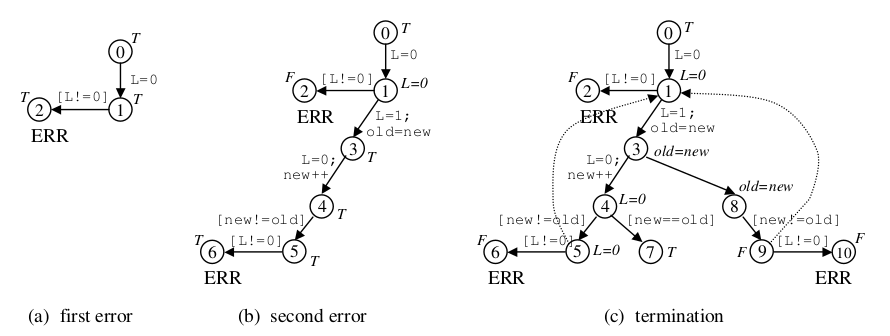 0 T
L=0
T 2 [L!=0] 1 T
ERR
(a) first error
0 T
L=0
F 2 [L!=0] 1 L=0
ERR
L=1;
old=new
3 T
L=0;
new++
4 T
[new!=old]
T 6 [L!=0] 5 T
ERR
(b) second error
0 T
L=0
F 2 [L!=0] 1 L=0
ERR
L=1;
old=new
3 old=new
L=0;
new++
4 L=0
old=new
8
[new!=old]
[new==old]
[new!=old]
F 6 [L!=0] 5 L=0
7 T
F 9 [L!=0] 10 F
ERR
ERR
(c) termination